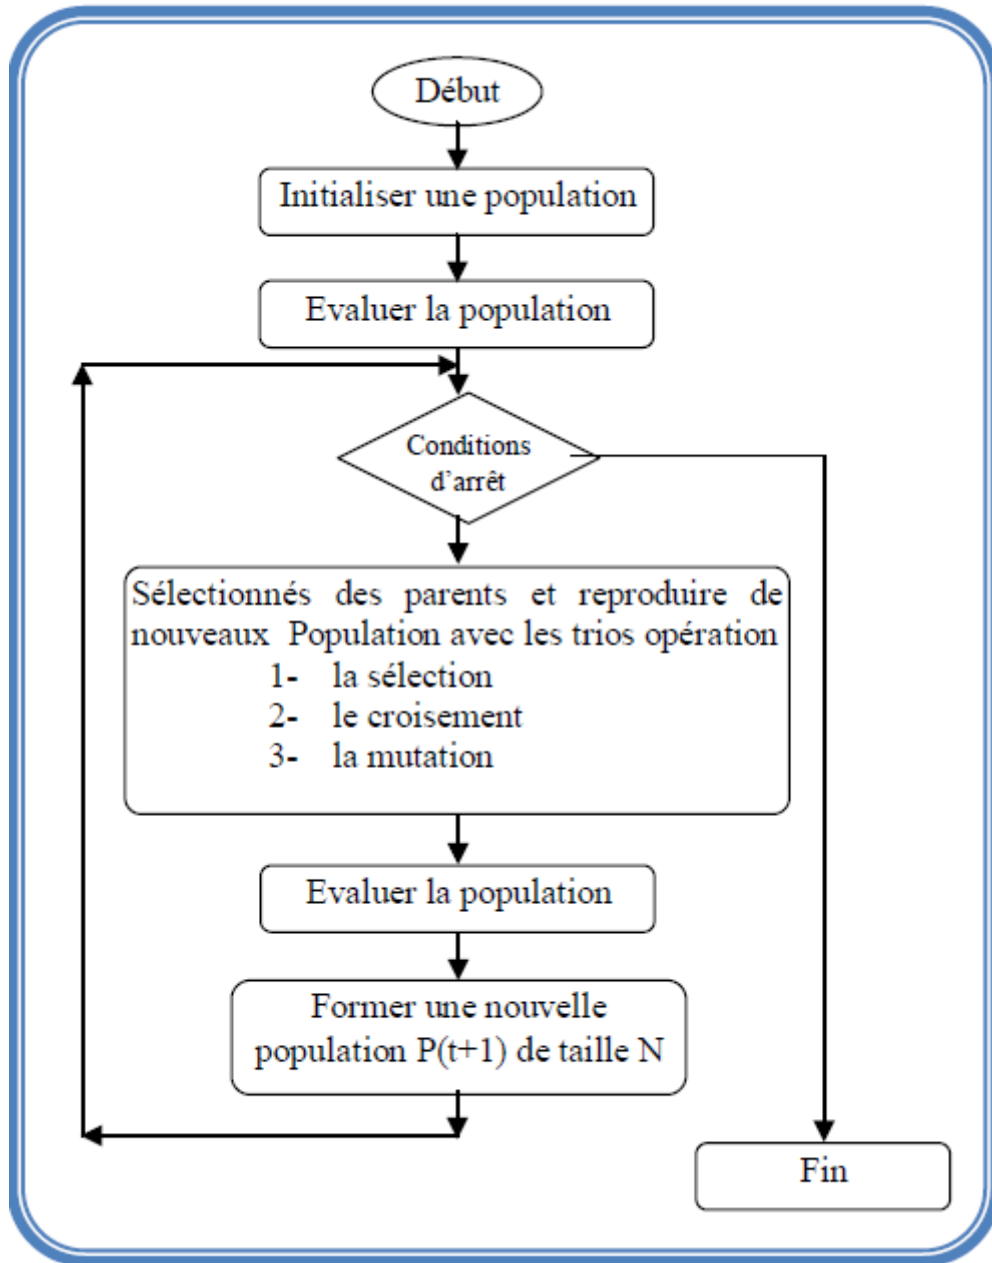 Début
Initialiser une population
Evaluer la population
Conditions
d'arrêt
Sélectionnés des parents et reproduire de
nouveaux Population avec les trios opération
1- la sélection
2- le croisement
3- la mutation
Evaluer la population
Former une nouvelle
population P(t+1) de taille N
Fin